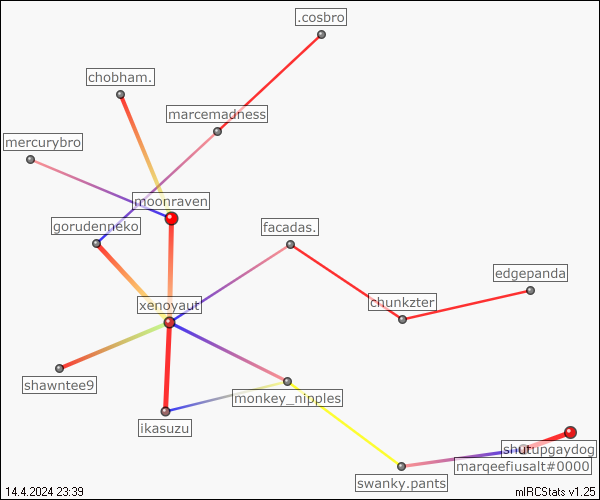 .cosbro
chobham.
marcemadness
mercurybro
moonraven
gorudenneko
facadas.
edgepanda
chunkzter
xenoyaut
shawntee9
monkey_nipples
ikasuzu
shutupgaydog
marqeefiusalt#0000
swanky.pants
14.4.2024 23:39
mIRCStats v1.25